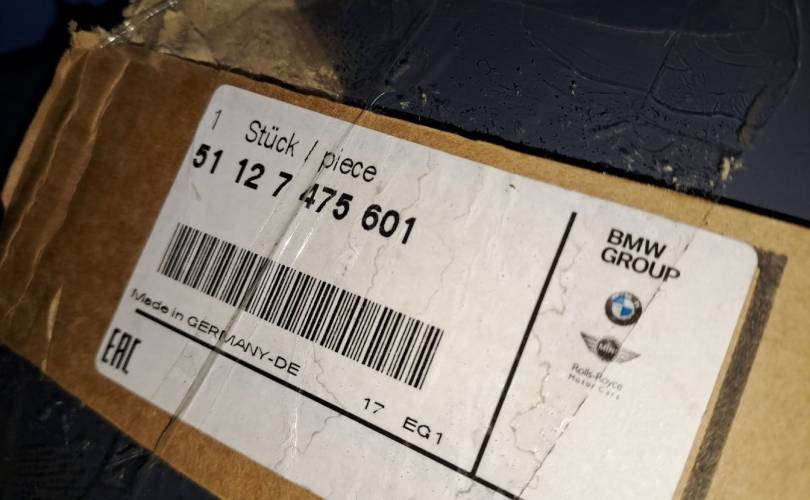 1 Stück / piece
51 12 7 475 601
Made in GERMANY-DE
EAC
17 EG1
BMW
GROUP
MINI
Rolls-Royce
Motor Cars